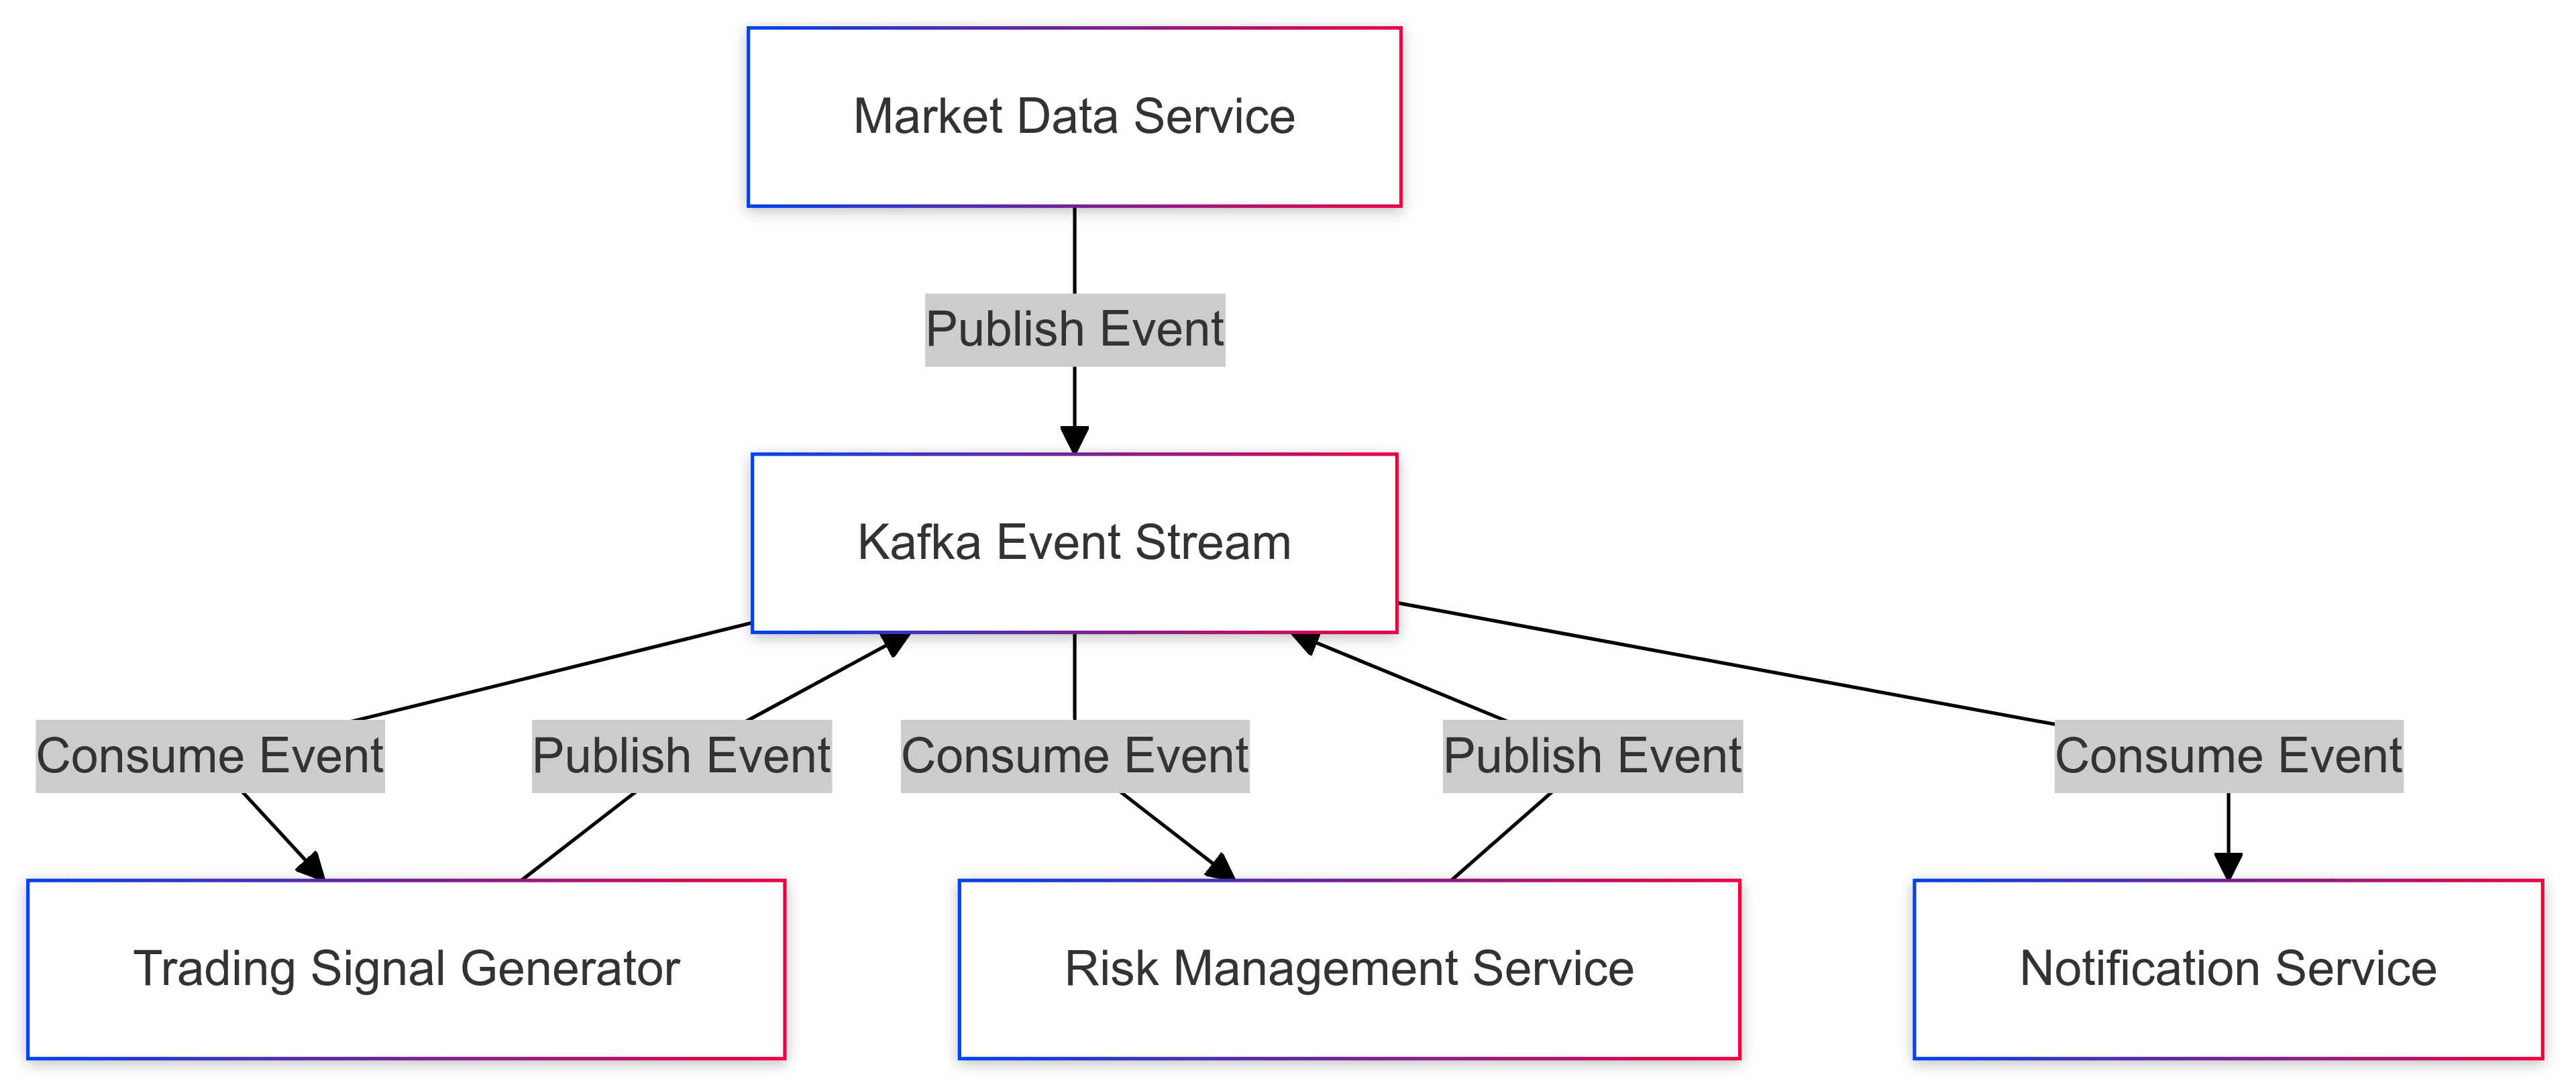 Market Data Service
Publish Event
Kafka Event Stream
Consume Event
Publish Event
Consume Event
Publish Event
Consume Event
Trading Signal Generator
Risk Management Service
Notification Service